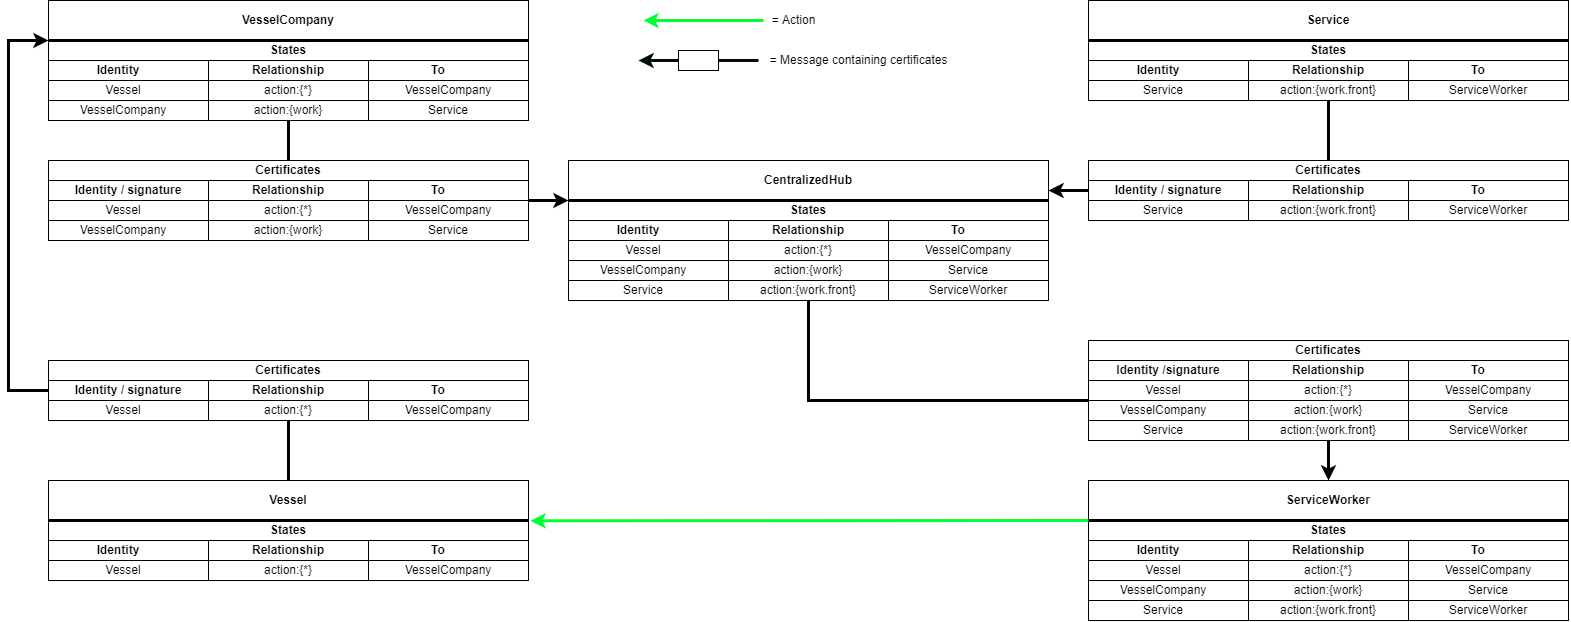 VesselCompany
States
Identity Relationship To
Vessel action:{*} VesselCompany
VesselCompany action:{work} Service
= Action
= Message containing certificates
Service
States
Identity Relationship To
Service action:{work.front} ServiceWorker
Certificates
Identity / signature Relationship To
Vessel action:{*} VesselCompany
VesselCompany action:{work} Service
CentralizedHub
States
Identity Relationship To
Vessel action:{*} VesselCompany
VesselCompany action:{work} Service
Service action:{work.front} ServiceWorker
Certificates
Identity / signature Relationship To
Service action:{work.front} ServiceWorker
Certificates
Identity / signature Relationship To
Vessel action:{*} VesselCompany
Certificates
Identity /signature Relationship To
Vessel action:{*} VesselCompany
VesselCompany action:{work} Service
Service action:{work.front} ServiceWorker
Vessel
States
Identity Relationship To
Vessel action:{*} VesselCompany
ServiceWorker
States
Identity Relationship To
Vessel action:{*} VesselCompany
VesselCompany action:{work} Service
Service action:{work.front} ServiceWorker